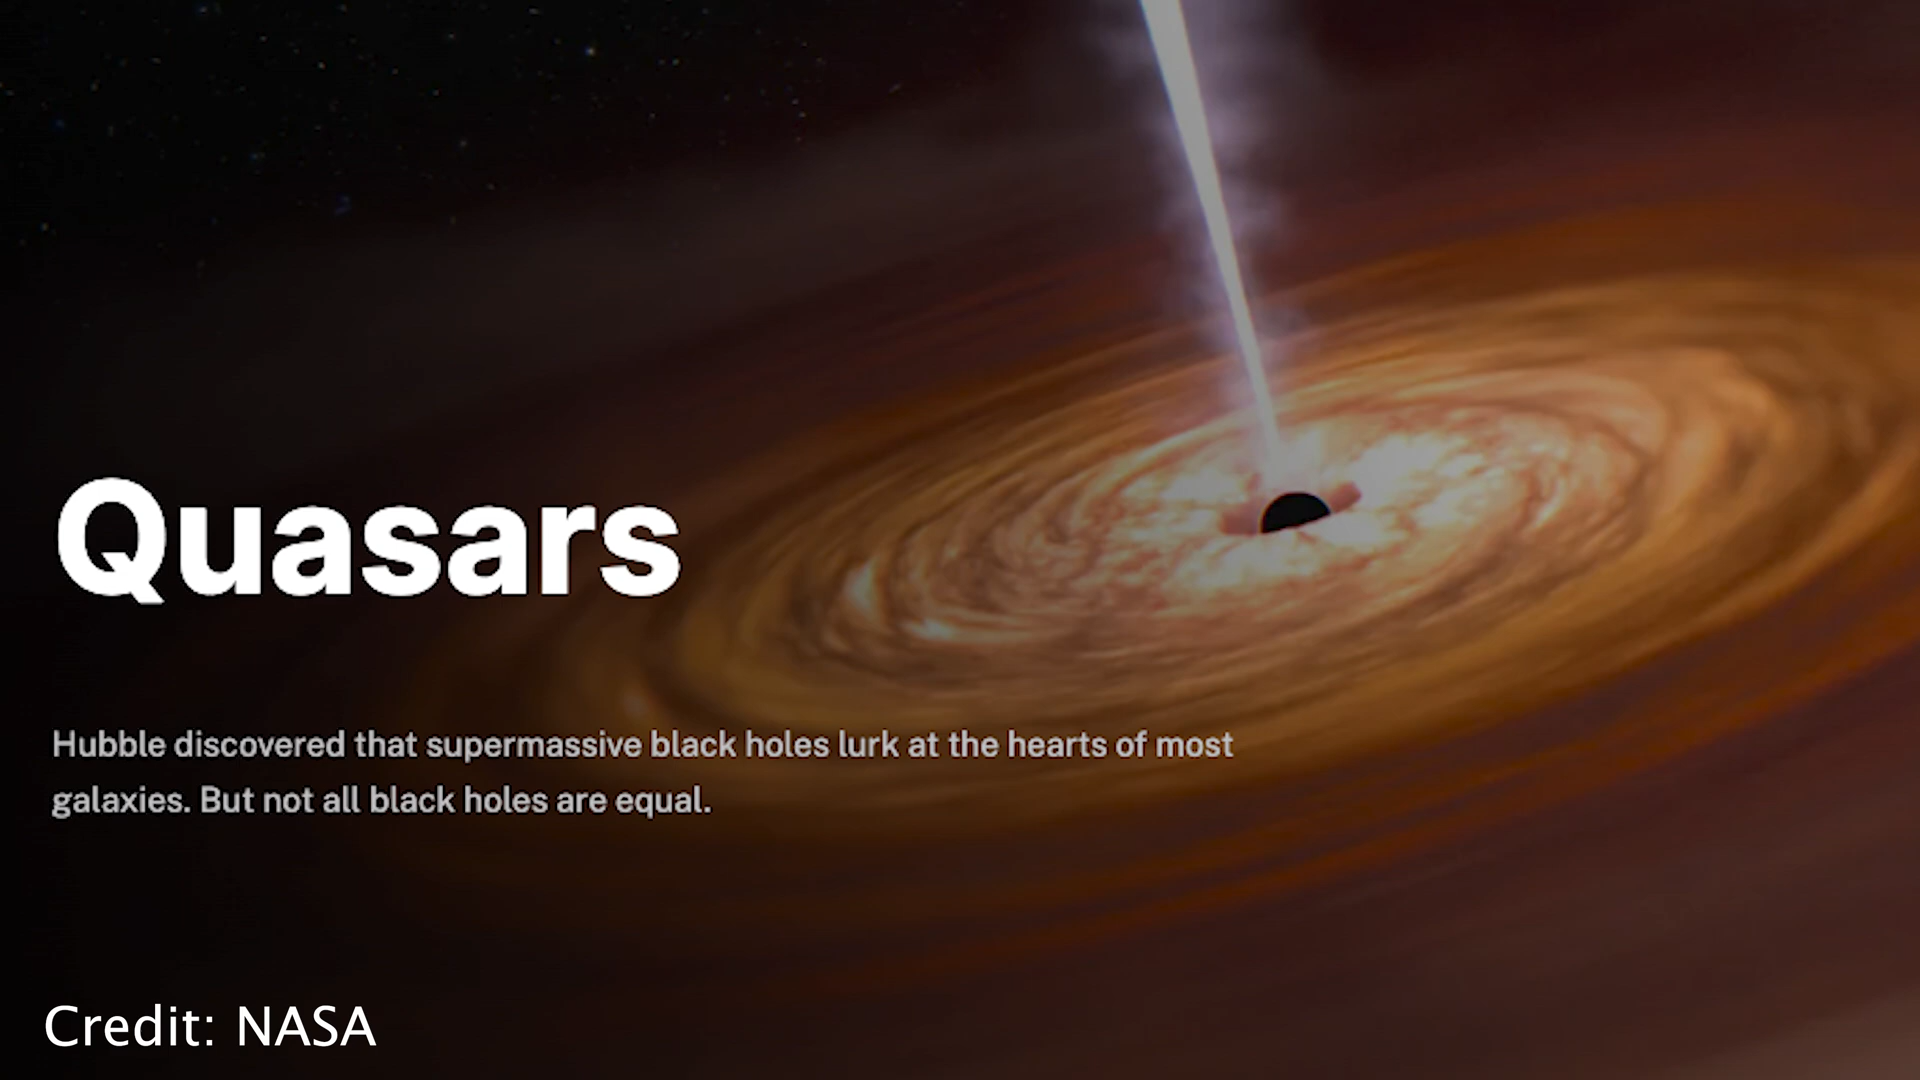 Quasars
Hubble discovered that supermassive black holes lurk at the hearts of most
galaxies. But not all black holes are equal.
Credit: NASA